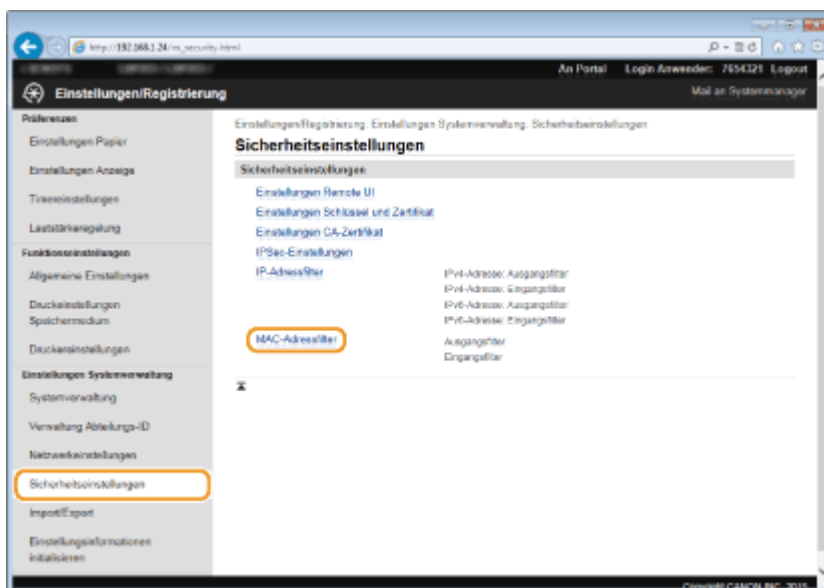 http://192.168.1.24/m_security.html
An Portal Login Anwender: 7654321 Logout
Einstellungen/Registrierung
Mail an Systemmanager
Präferenzen
Einstellungen Papier
Einstellungen Anzeige
Timereinstellungen
Lautstärkeregelung
Funktionseinstellungen
Allgemeine Einstellungen
Druckeinstellungen
Speichermedium
Druckereinstellungen
Einstellungen Systemverwaltung
Systemverwaltung
Verwaltung Abteilungs-ID
Netzwerkeinstellungen
Sicherheitseinstellungen
Import/Export
Einstellungsinformationen
initialisieren
Einstellungen/Registrierung: Einstellungen Systemverwaltung: Sicherheitseinstellungen
Sicherheitseinstellungen
Sicherheitseinstellungen
Einstellungen Remote UI
Einstellungen Schlüssel und Zertifikat
Einstellungen CA-Zertifikat
IPSec-Einstellungen
IP-Adressfilter
IPv4-Adresse: Ausgangsfilter
IPv4-Adresse: Eingangsfilter
IPv6-Adresse: Ausgangsfilter
IPv6-Adresse: Eingangsfilter
MAC-Adressfilter
Ausgangsfilter
Eingangsfilter
Copyright CANON INC. 2015